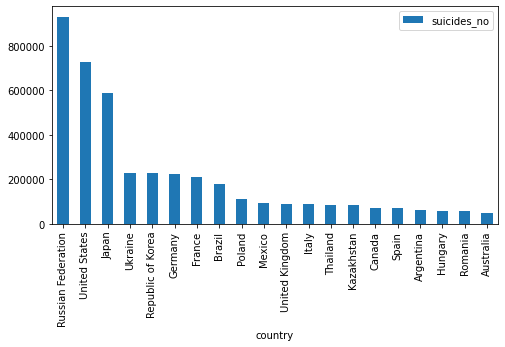 suicides_no
800000
600000
400000
200000
0
Russian Federation
United States
Japan
Ukraine
Republic of Korea
Germany
France
Brazil
Poland
Mexico
United Kingdom
Italy
Thailand
Kazakhstan
Canada
Spain
Argentina
Hungary
Romania
Australia
country